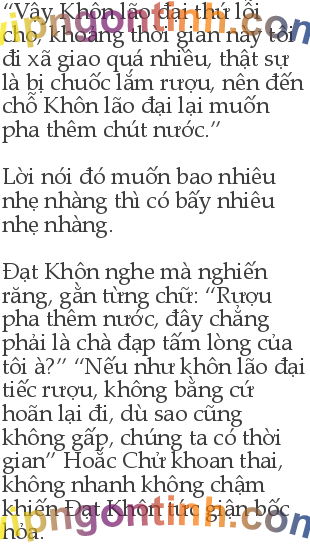 “Vậy Khôn lão đại thứ lỗi
cho, khoảng thời gian này tôi
đi xã giao quá nhiều, thật sự
là bị chuốc lắm rượu, nên đến
chỗ Khôn lão đại lại muốn
pha thêm chút nước.”
Lời nói đó muốn bao nhiêu
nhẹ nhàng thì có bấy nhiêu
nhẹ nhàng.
Đạt Khôn nghe mà nghiến
răng, gằn từng chữ: “Rượu
pha thêm nước, đây chẳng
phải là chà đạp tấm lòng của
tôi à?” “Nếu như khôn lão đại
tiếc rượu, không bằng cứ
hoãn lại đi, dù sao cũng
không gấp, chúng ta có thời
gian” Hoắc Chử khoan thai,
không nhanh không chậm
khiến Đạt Khôn tức giận bốc
hỏa.
vipngontinh.com
vipngontinh.com